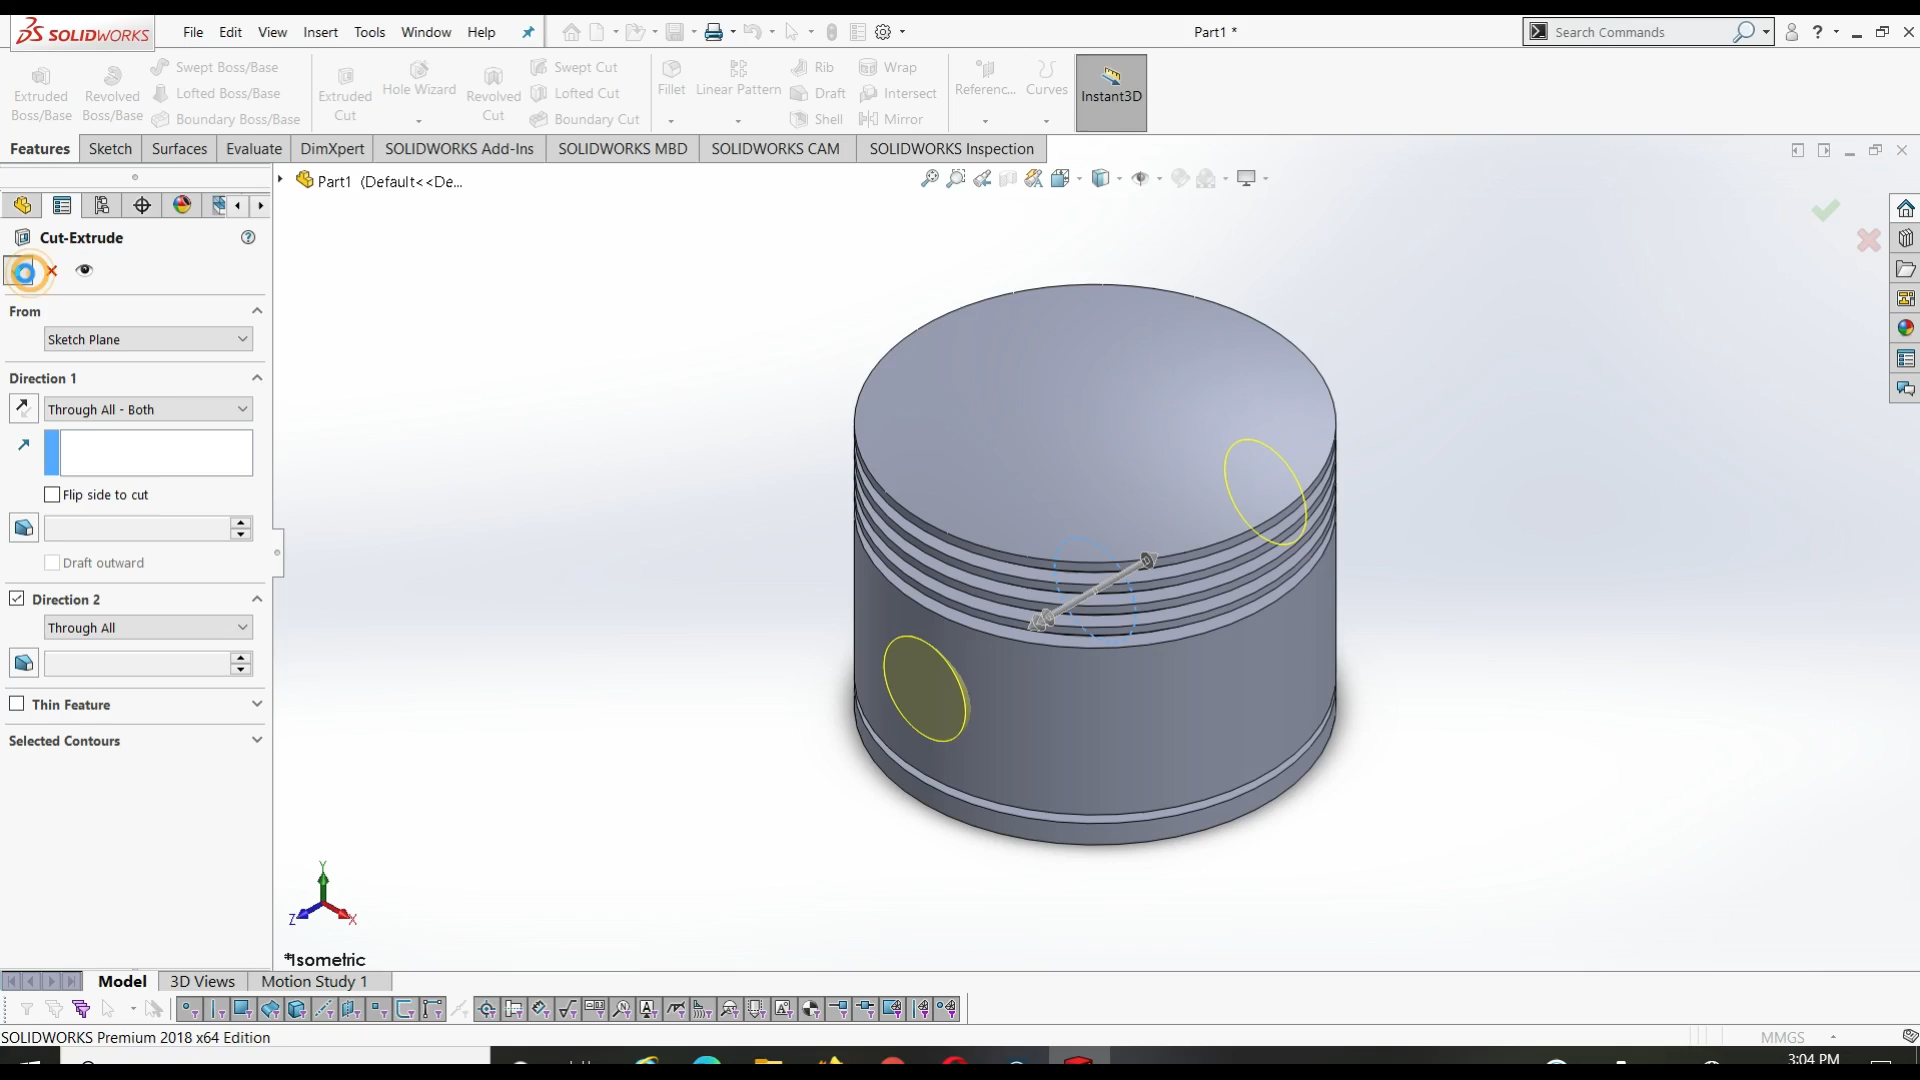 SOLIDWORKS File Edit View Insert Tools Window Help Part1 * Search Commands ?
Extruded Boss/Base
Revolved Boss/Base
Swept Boss/Base
Lofted Boss/Base
Boundary Boss/Base
Extruded Cut
Hole Wizard
Revolved Cut
Swept Cut
Lofted Cut
Boundary Cut
Fillet
Linear Pattern
Rib
Draft
Shell
Wrap
Intersect
Mirror
Referenc...
Curves
Instant3D
Features Sketch Surfaces Evaluate DimXpert SOLIDWORKS Add-Ins SOLIDWORKS MBD SOLIDWORKS CAM SOLIDWORKS Inspection
Part1 (Default<<De...
Cut-Extrude
From
Sketch Plane
Direction 1
Through All - Both
Flip side to cut
Draft outward
Direction 2
Through All
Thin Feature
Selected Contours
Y
Z
X
*Isometric
Model 3D Views Motion Study 1
SOLIDWORKS Premium 2018 x64 Edition
MMGS
3:04 PM